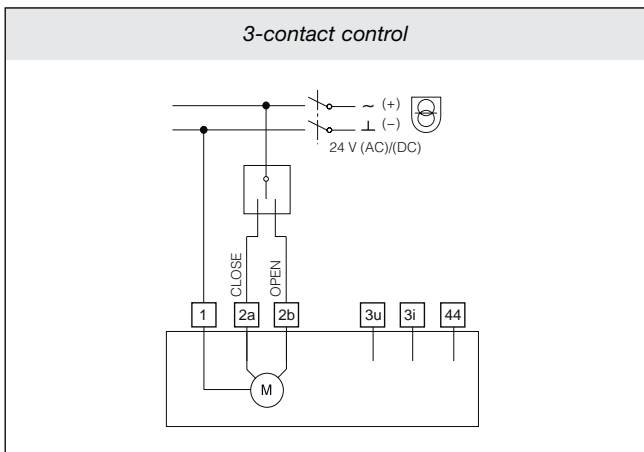 3-contact control
~ (+)
⊥ (−)
24 V (AC)/(DC)
CLOSE
OPEN
1 2a 2b 3u 3i 44
M